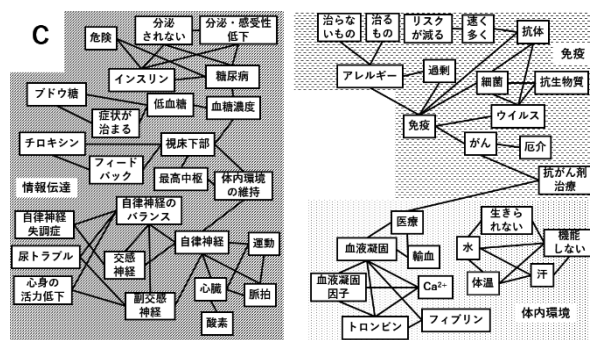 C
危険
分泌
されない
分泌・感受性
低下
インスリン
糖尿病
ブドウ糖
低血糖
血糖濃度
症状が
治まる
チロキシン
視床下部
フィード
バック
最高中枢
体内環境
の維持
情報伝達
自律神経の
バランス
自律神経
失調症
尿トラブル
交感
神経
自律神経
運動
心身の
活力低下
副交感
神経
心臓
脈拍
酸素
治らな
いもの
治る
もの
リスク
が減る
速く
多く
抗体
免疫
アレルギー
過剰
細菌
抗生物質
免疫
ウイルス
がん
厄介
抗がん剤
治療
医療
血液凝固
輸血
生きら
れない
機能
しない
水
血液凝固
因子
Ca²⁺
体温
汗
トロンビン
フィブリン
体内環境